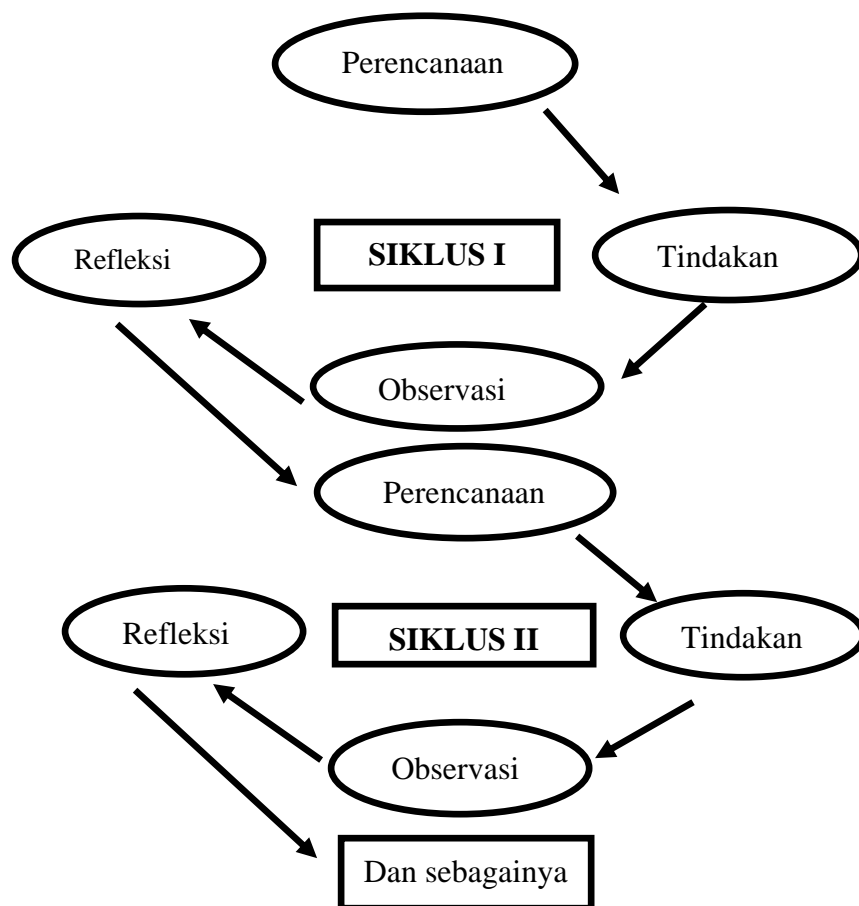 Perencanaan
Refleksi
SIKLUS I
Tindakan
Observasi
Perencanaan
Refleksi
SIKLUS II
Tindakan
Observasi
Dan sebagainya